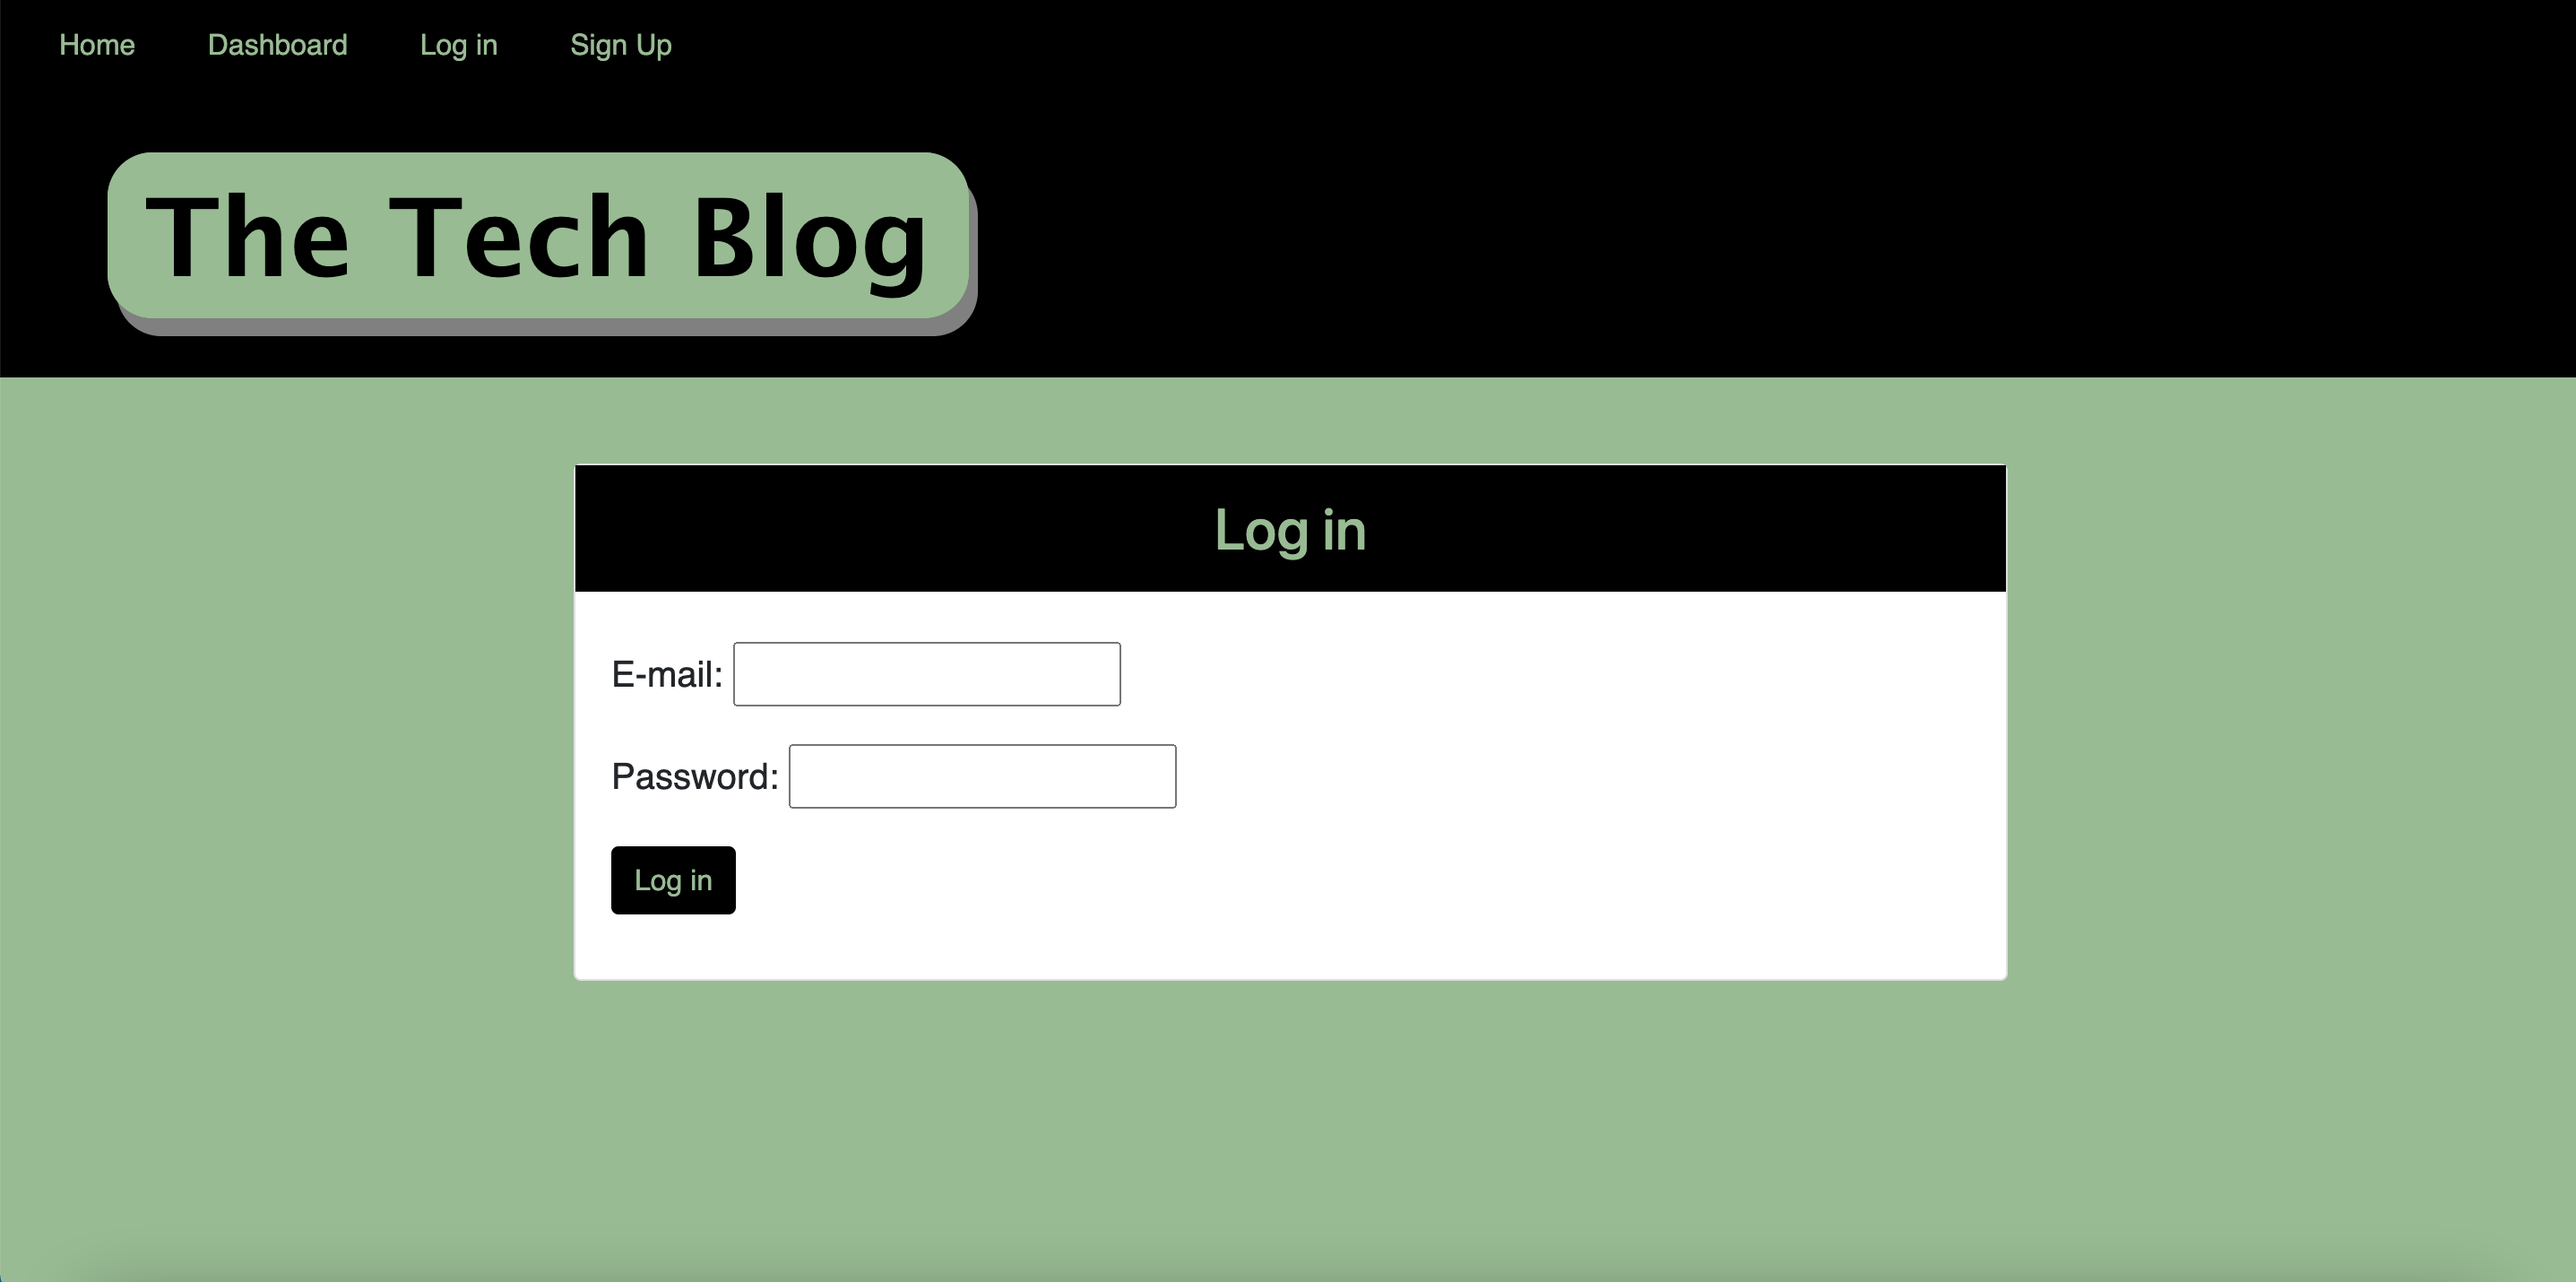 Home Dashboard Log in Sign Up
The Tech Blog
Log in
E-mail:
Password:
Log in